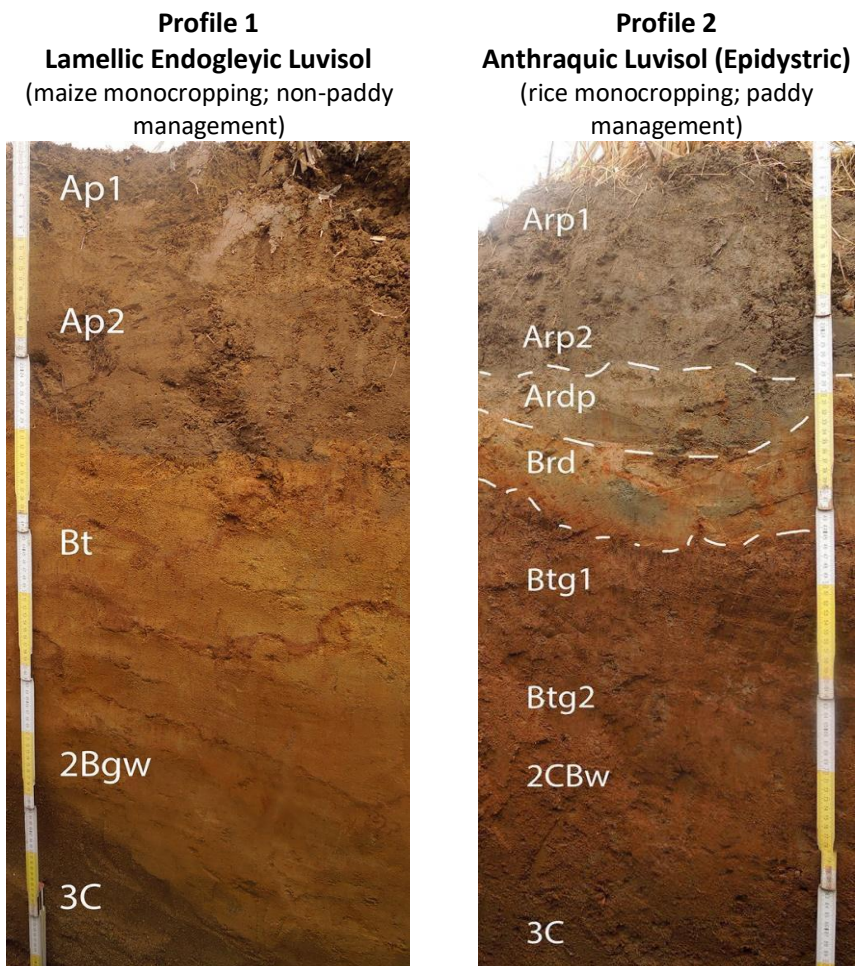 Profile 1
Lamellic Endogleyic Luvisol
(maize monocropping; non-paddy
management)
Ap1
Ap2
Bt
2Bgw
3C
Profile 2
Anthraquic Luvisol (Epidystric)
(rice monocropping; paddy
management)
Arp1
Arp2
Ardp
Brd
Btg1
Btg2
2CBw
3C